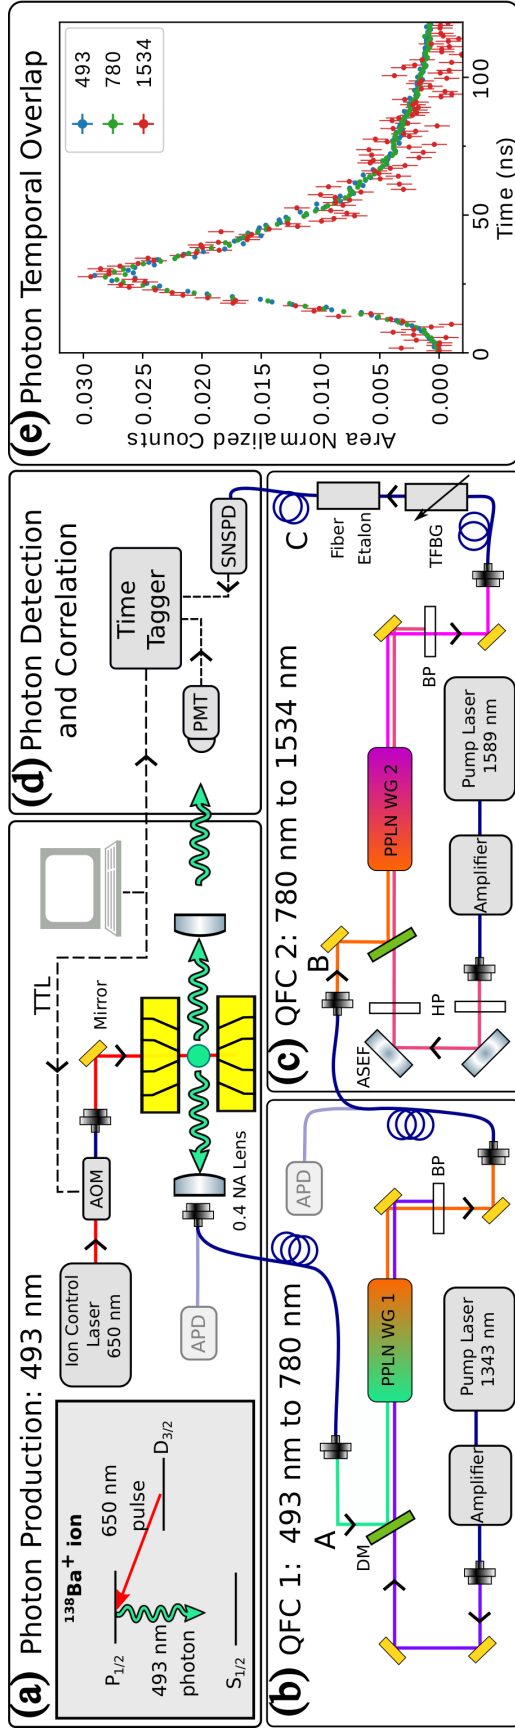 (a) Photon Production: 493 nm
138Ba+ ion
P1/2
650 nm
pulse
D3/2
493 nm
photon
S1/2
Ion Control
Laser
650 nm
AOM
TTL
Mirror
APD
0.4 NA Lens
(b) QFC 1: 493 nm to 780 nm
A
DM
PPLN WG 1
BP
APD
Amplifier
Pump Laser
1343 nm
(c) QFC 2: 780 nm to 1534 nm
B
ASEF
HP
PPLN WG 2
BP
Amplifier
Pump Laser
1589 nm
C
Fiber
Etalon
TFBG
(d) Photon Detection
and Correlation
Time
Tagger
PMT
SNSPD
(e) Photon Temporal Overlap
493
780
1534
Area Normalized Counts
0.030
0.025
0.020
0.015
0.010
0.005
0.000
0
50
100
Time (ns)